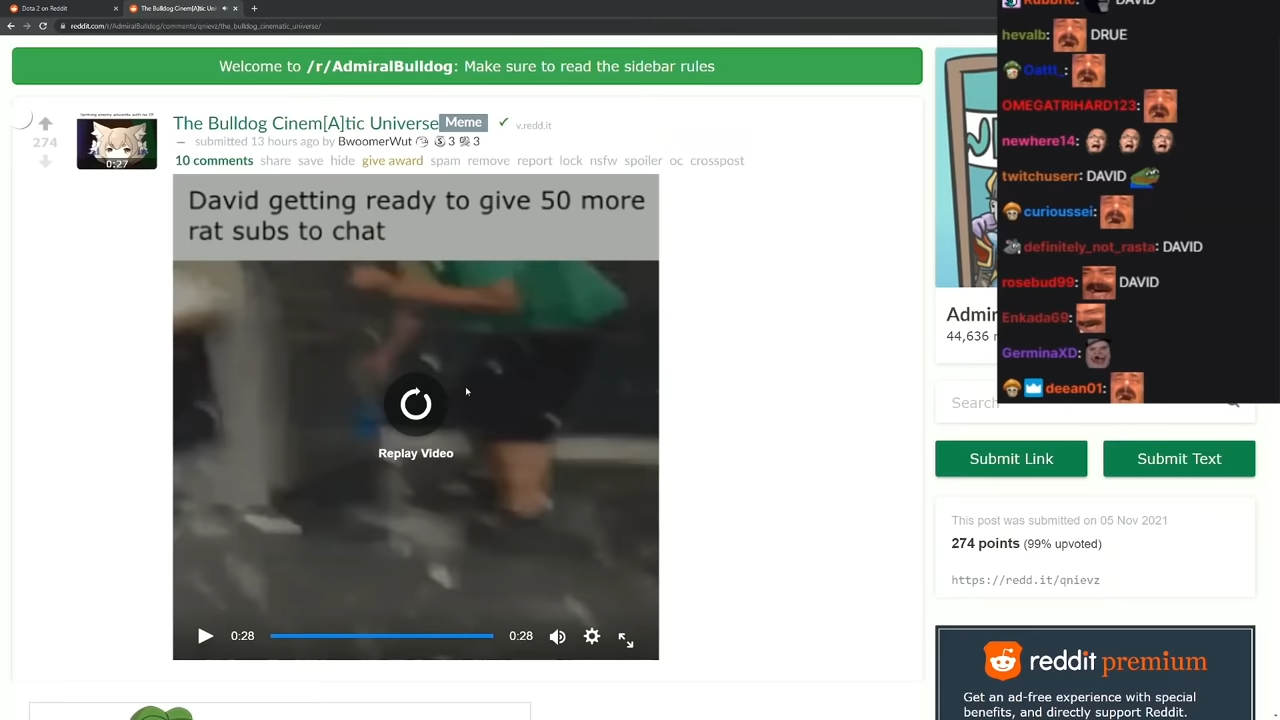 Dota 2 on Reddit
The Bulldog Cinem[A]tic Uni
reddit.com/r/AdmiralBulldog/comments/qnievz/the_bulldog_cinematic_universe/
Welcome to /r/AdmiralBulldog: Make sure to read the sidebar rules
274
0:27
The Bulldog Cinem[A]tic Universe Meme v.redd.it
submitted 13 hours ago by BwoomerWut 3 3
10 comments share save hide give award spam remove report lock nsfw spoiler oc crosspost
David getting ready to give 50 more
rat subs to chat
Replay Video
0:28 0:28
DAVID
hevalb: DRUE
Oattt_:
OMEGATRIHARD123:
newhere14:
twitchuserr: DAVID
curioussei:
definitely_not_rasta: DAVID
rosebud99: DAVID
Enkada69:
GerminaXD:
deean01:
Admir
44,636
Search
Submit Link Submit Text
This post was submitted on 05 Nov 2021
274 points (99% upvoted)
https://redd.it/qnievz
reddit premium
Get an ad-free experience with special
benefits, and directly support Reddit.